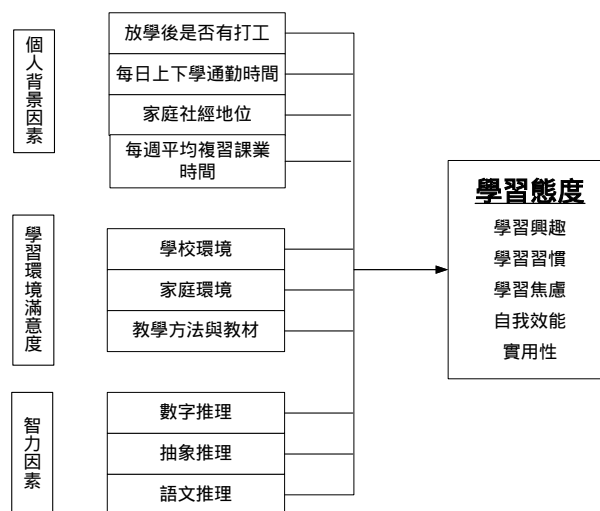 個人背景因素
放學後是否有打工
每日上下學通勤時間
家庭社經地位
每週平均複習課業
時間
學習環境滿意度
學校環境
家庭環境
教學方法與教材
智力因素
數字推理
抽象推理
語文推理
學習態度
學習興趣
學習習慣
學習焦慮
自我效能
實用性